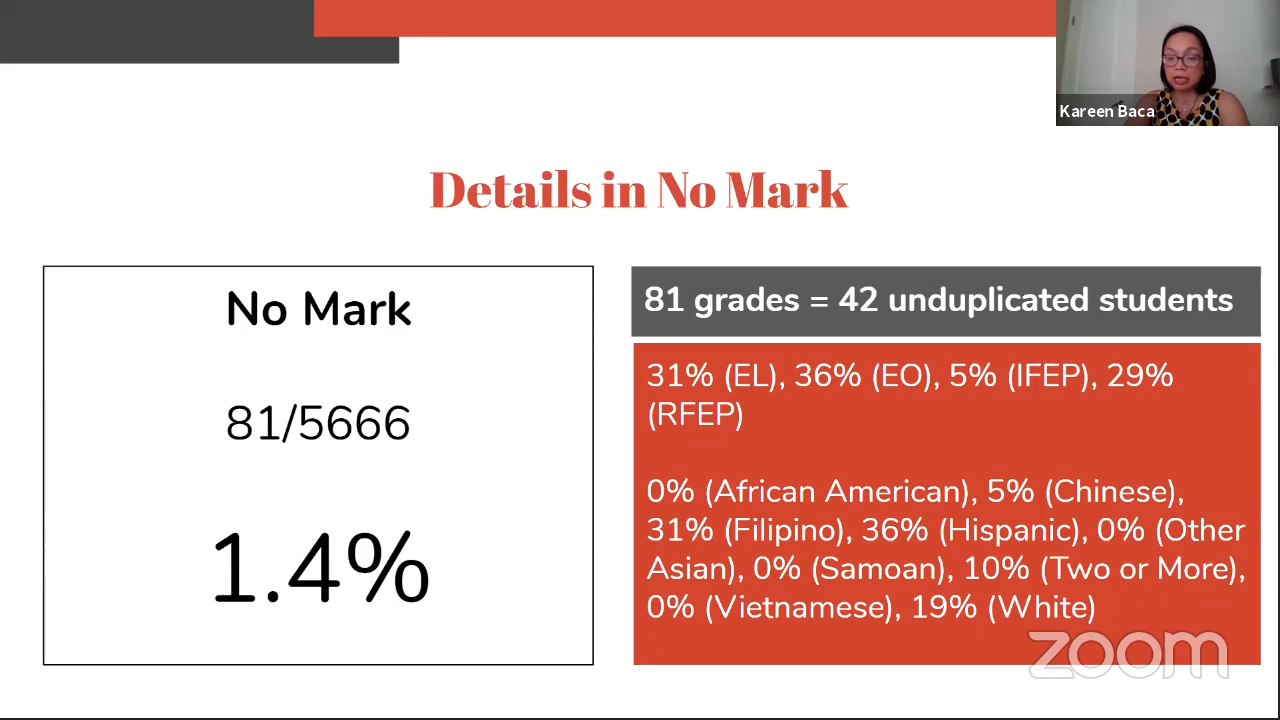 Kareen Baca
Details in No Mark
No Mark
81/5666
1.4%
81 grades = 42 unduplicated students
31% (EL), 36% (EO), 5% (IFEP), 29%
(RFEP)
0% (African American), 5% (Chinese),
31% (Filipino), 36% (Hispanic), 0% (Other
Asian), 0% (Samoan), 10% (Two or More),
0% (Vietnamese), 19% (White)
zoom